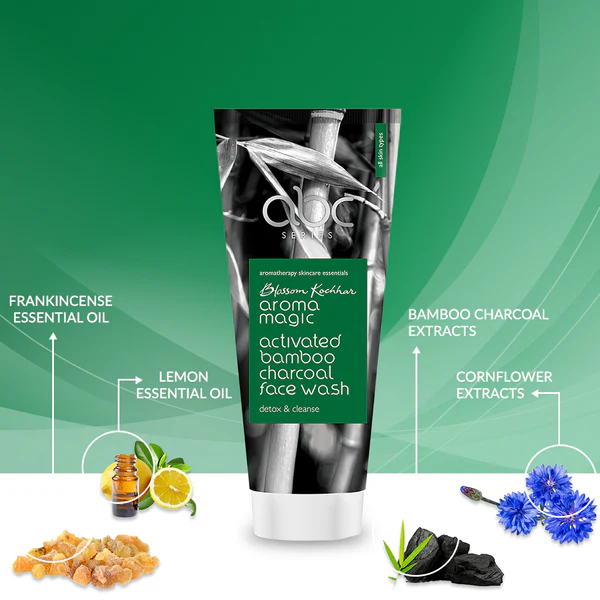 all skin types
abc
SERIES
aromatherapy skincare essentials
Blossom Kochhar
aroma
magic
activated
bamboo
charcoal
face wash
detox & cleanse
FRANKINCENSE
ESSENTIAL OIL
LEMON
ESSENTIAL OIL
BAMBOO CHARCOAL
EXTRACTS
CORNFLOWER
EXTRACTS